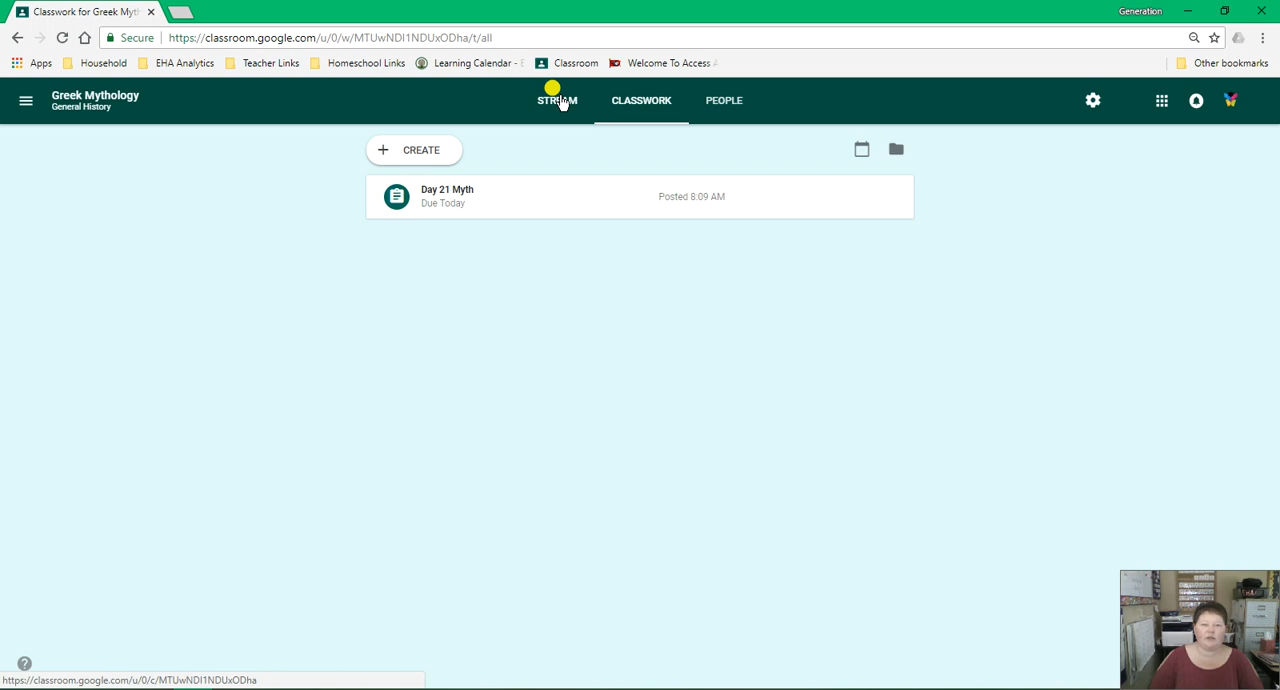 Classroom for Greek Myth
Generation
Secure
https://classroom.google.com/u/0/w/MTUwNDI1NDUxODha/t/all
Apps
Household
EHA Analytics
Teacher Links
Homeschool Links
Learning Calendar - E
Classroom
Welcome To Access
Other bookmarks
Greek Mythology
General History
STREAM
CLASSWORK
PEOPLE
+ CREATE
Day 21 Myth
Due Today
Posted 8:09 AM
?
https://classroom.google.com/u/0/c/MTUwNDI1NDUxODha